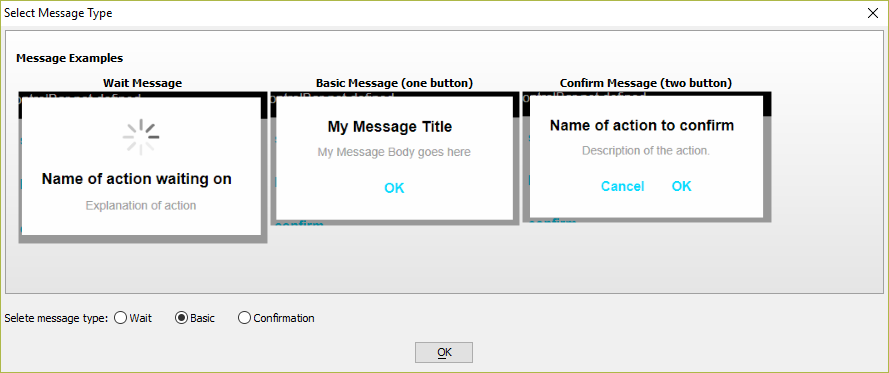 Select Message Type
Message Examples
Wait Message
Basic Message (one button)
Confirm Message (two button)
Name of action waiting on
Explanation of action
My Message Title
My Message Body goes here
OK
confirm
Name of action to confirm
Description of the action.
Cancel OK
Selete message type: Wait Basic Confirmation
OK